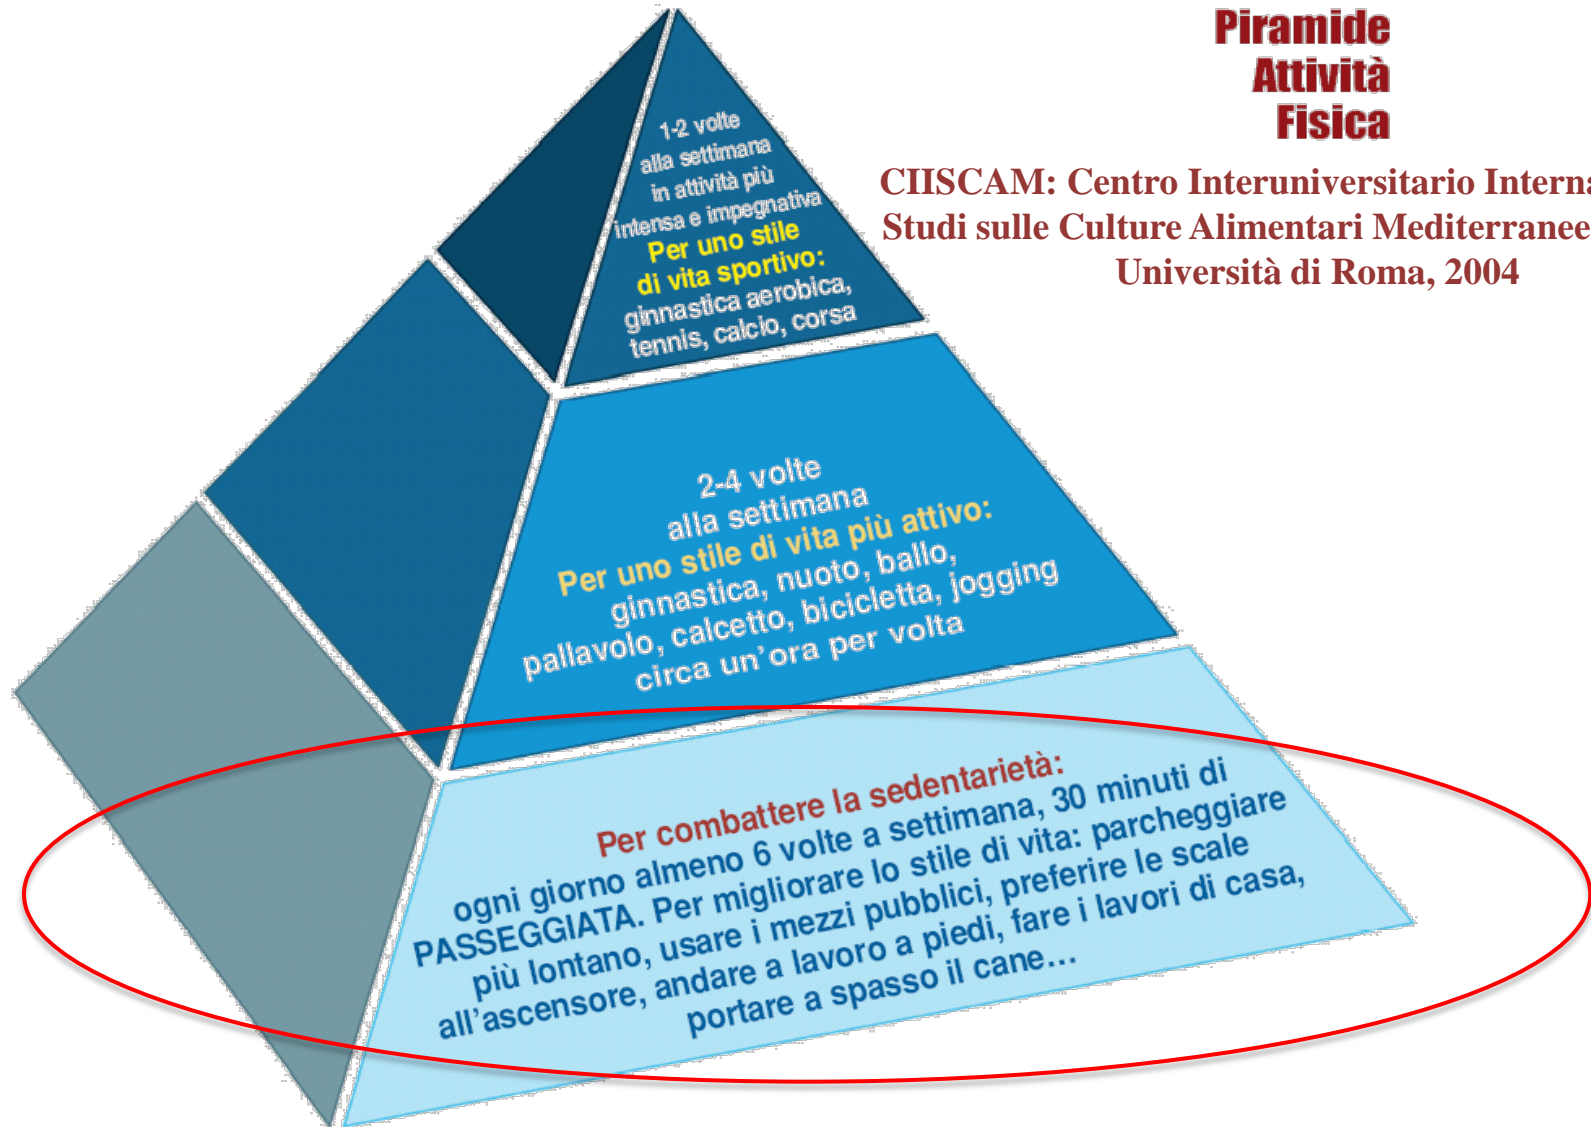 Piramide
Attività
Fisica
CIISCAM: Centro Interuniversitario
Studi sulle Culture Alimentari Mediterranee
Università di Roma, 2004
1-2 volte
alla settimana
in attività più
intensa e impegnativa
Per uno stile
di vita sportivo:
ginnastica aerobica,
tennis, calcio, corsa
2-4 volte
alla settimana
Per uno stile di vita più attivo:
ginnastica, nuoto, ballo,
pallavolo, calcetto, bicicletta, jogging
circa un'ora per volta
Per combattere la sedentarietà:
ogni giorno almeno 6 volte a settimana, 30 minuti di
PASSEGGIATA. Per migliorare lo stile di vita: parcheggiare
più lontano, usare i mezzi pubblici, preferire le scale
all'ascensore, andare a lavoro a piedi, fare i lavori di casa,
portare a spasso il cane...